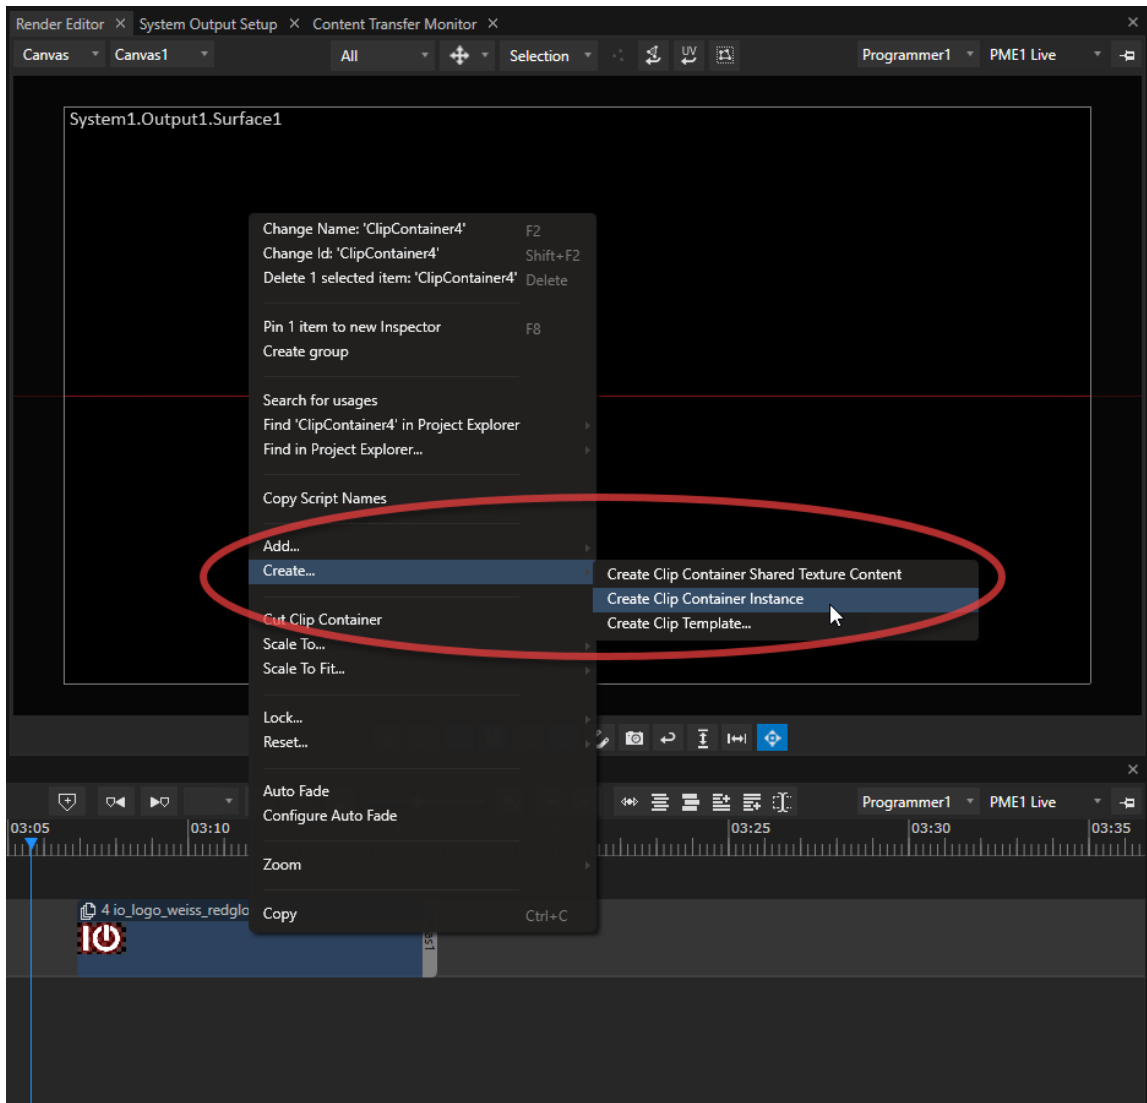 Render Editor System Output Setup Content Transfer Monitor
Canvas Canvas1 All Selection UV Programmer1 PME1 Live
System1.Output1.Surface1
Change Name: 'ClipContainer4' F2
Change Id: 'ClipContainer4' Shift+F2
Delete 1 selected item: 'ClipContainer4' Delete
Pin 1 item to new Inspector F8
Create group
Search for usages
Find 'ClipContainer4' in Project Explorer
Find in Project Explorer...
Copy Script Names
Add...
Create...
Create Clip Container Shared Texture Content
Create Clip Container Instance
Create Clip Template...
Cut Clip Container
Scale To...
Scale To Fit...
Lock...
Reset...
Auto Fade
Configure Auto Fade
Zoom
Copy Ctrl+C
Programmer1 PME1 Live
03:05 03:10 03:25 03:30 03:35
4 io_logo_weiss_redglo
as1